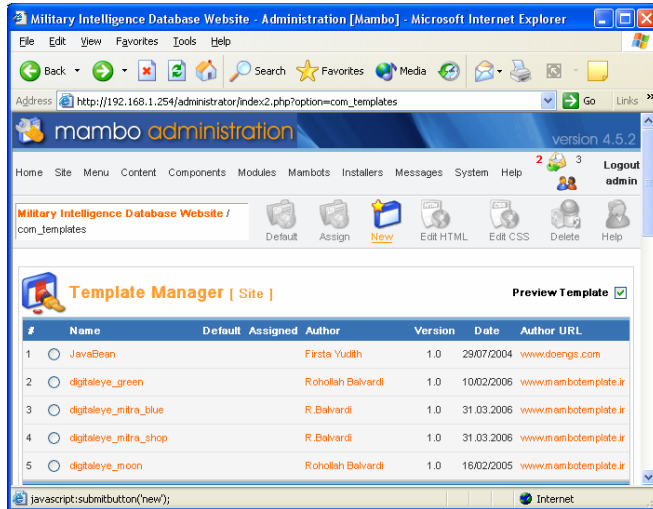 Military Intelligence Database Website - Administration [Mambo] - Microsoft Internet Explorer
File Edit View Favorites Tools Help
Back Search Favorites Media
Address http://192.168.1.254/administrator/index2.php?option=com_templates Go Links »
mambo administration
version 4.5.2
Home Site Menu Content Components Modules Mambots Installers Messages System Help 2 3 Logout
admin
Military Intelligence Database Website /
com_templates
Default Assign New Edit HTML Edit CSS Delete Help
Template Manager [ Site ] Preview Template
# Name Default Assigned Author Version Date Author URL
1 JavaBean Firsta Yudith 1.0 29/07/2004 www.doengs.com
2 digitaleye_green Rohollah Balvardi 1.0 10/02/2006 www.mambotemplate.ir
3 digitaleye_mitra_blue R.Balvardi 1.0 31.03.2006 www.mambotemplate.ir
4 digitaleye_mitra_shop R.Balvardi 1.0 31.03.2006 www.mambotemplate.ir
5 digitaleye_moon Rohollah Balvardi 1.0 16/02/2005 www.mambotemplate.ir
javascript:submitbutton('new'); Internet